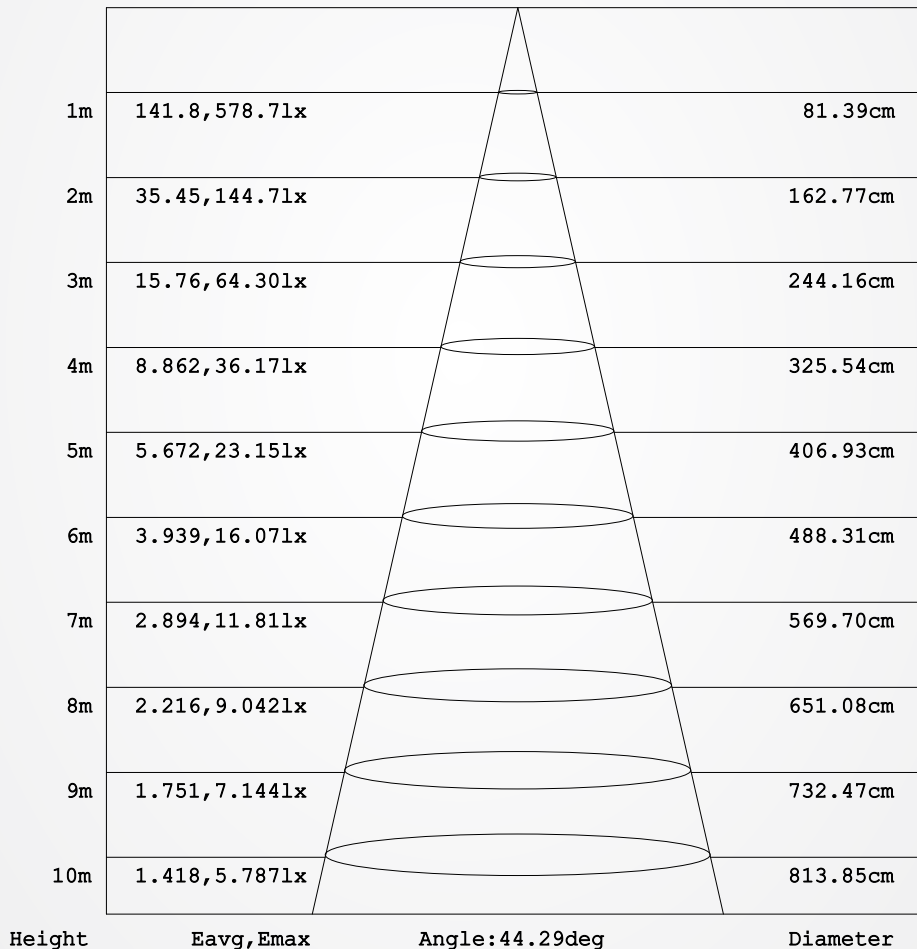 1m 141.8,578.7lx 81.39cm
2m 35.45,144.7lx 162.77cm
3m 15.76,64.30lx 244.16cm
4m 8.862,36.17lx 325.54cm
5m 5.672,23.15lx 406.93cm
6m 3.939,16.07lx 488.31cm
7m 2.894,11.81lx 569.70cm
8m 2.216,9.042lx 651.08cm
9m 1.751,7.144lx 732.47cm
10m 1.418,5.787lx 813.85cm
Height Eavg,Emax Angle:44.29deg Diameter